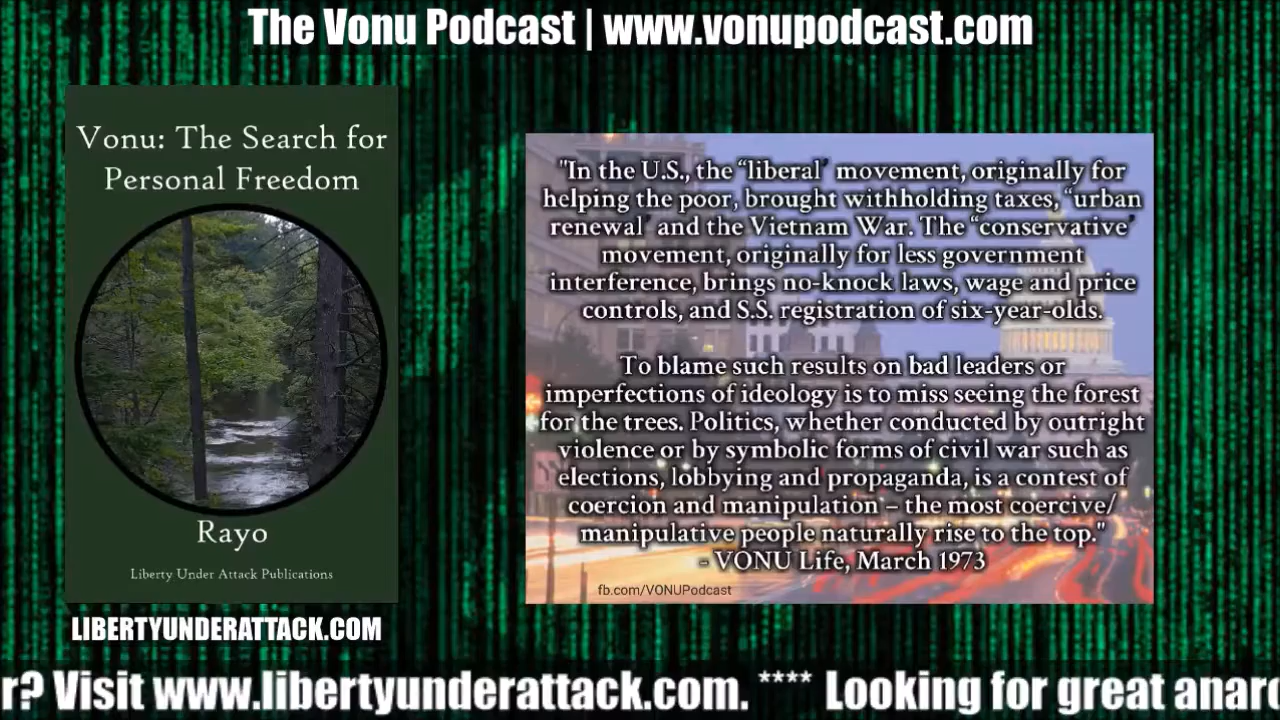 The Vonu Podcast | www.vonupodcast.com
Vonu: The Search for
Personal Freedom
Rayo
Liberty Under Attack Publications
LIBERTYUNDERATTACK.COM
"In the U.S., the “liberal’ movement, originally for
helping the poor, brought withholding taxes, “urban
renewal’ and the Vietnam War. The “conservative’
movement, originally for less government
interference, brings no-knock laws, wage and price
controls, and S.S. registration of six-year-olds.
To blame such results on bad leaders or
imperfections of ideology is to miss seeing the forest
for the trees. Politics, whether conducted by outright
violence or by symbolic forms of civil war such as
elections, lobbying and propaganda, is a contest of
coercion and manipulation – the most coercive/
manipulative people naturally rise to the top."
- VONU Life, March 1973
fb.com/VONUPodcast
r? Visit www.libertyunderattack.com. **** Looking for great anarc